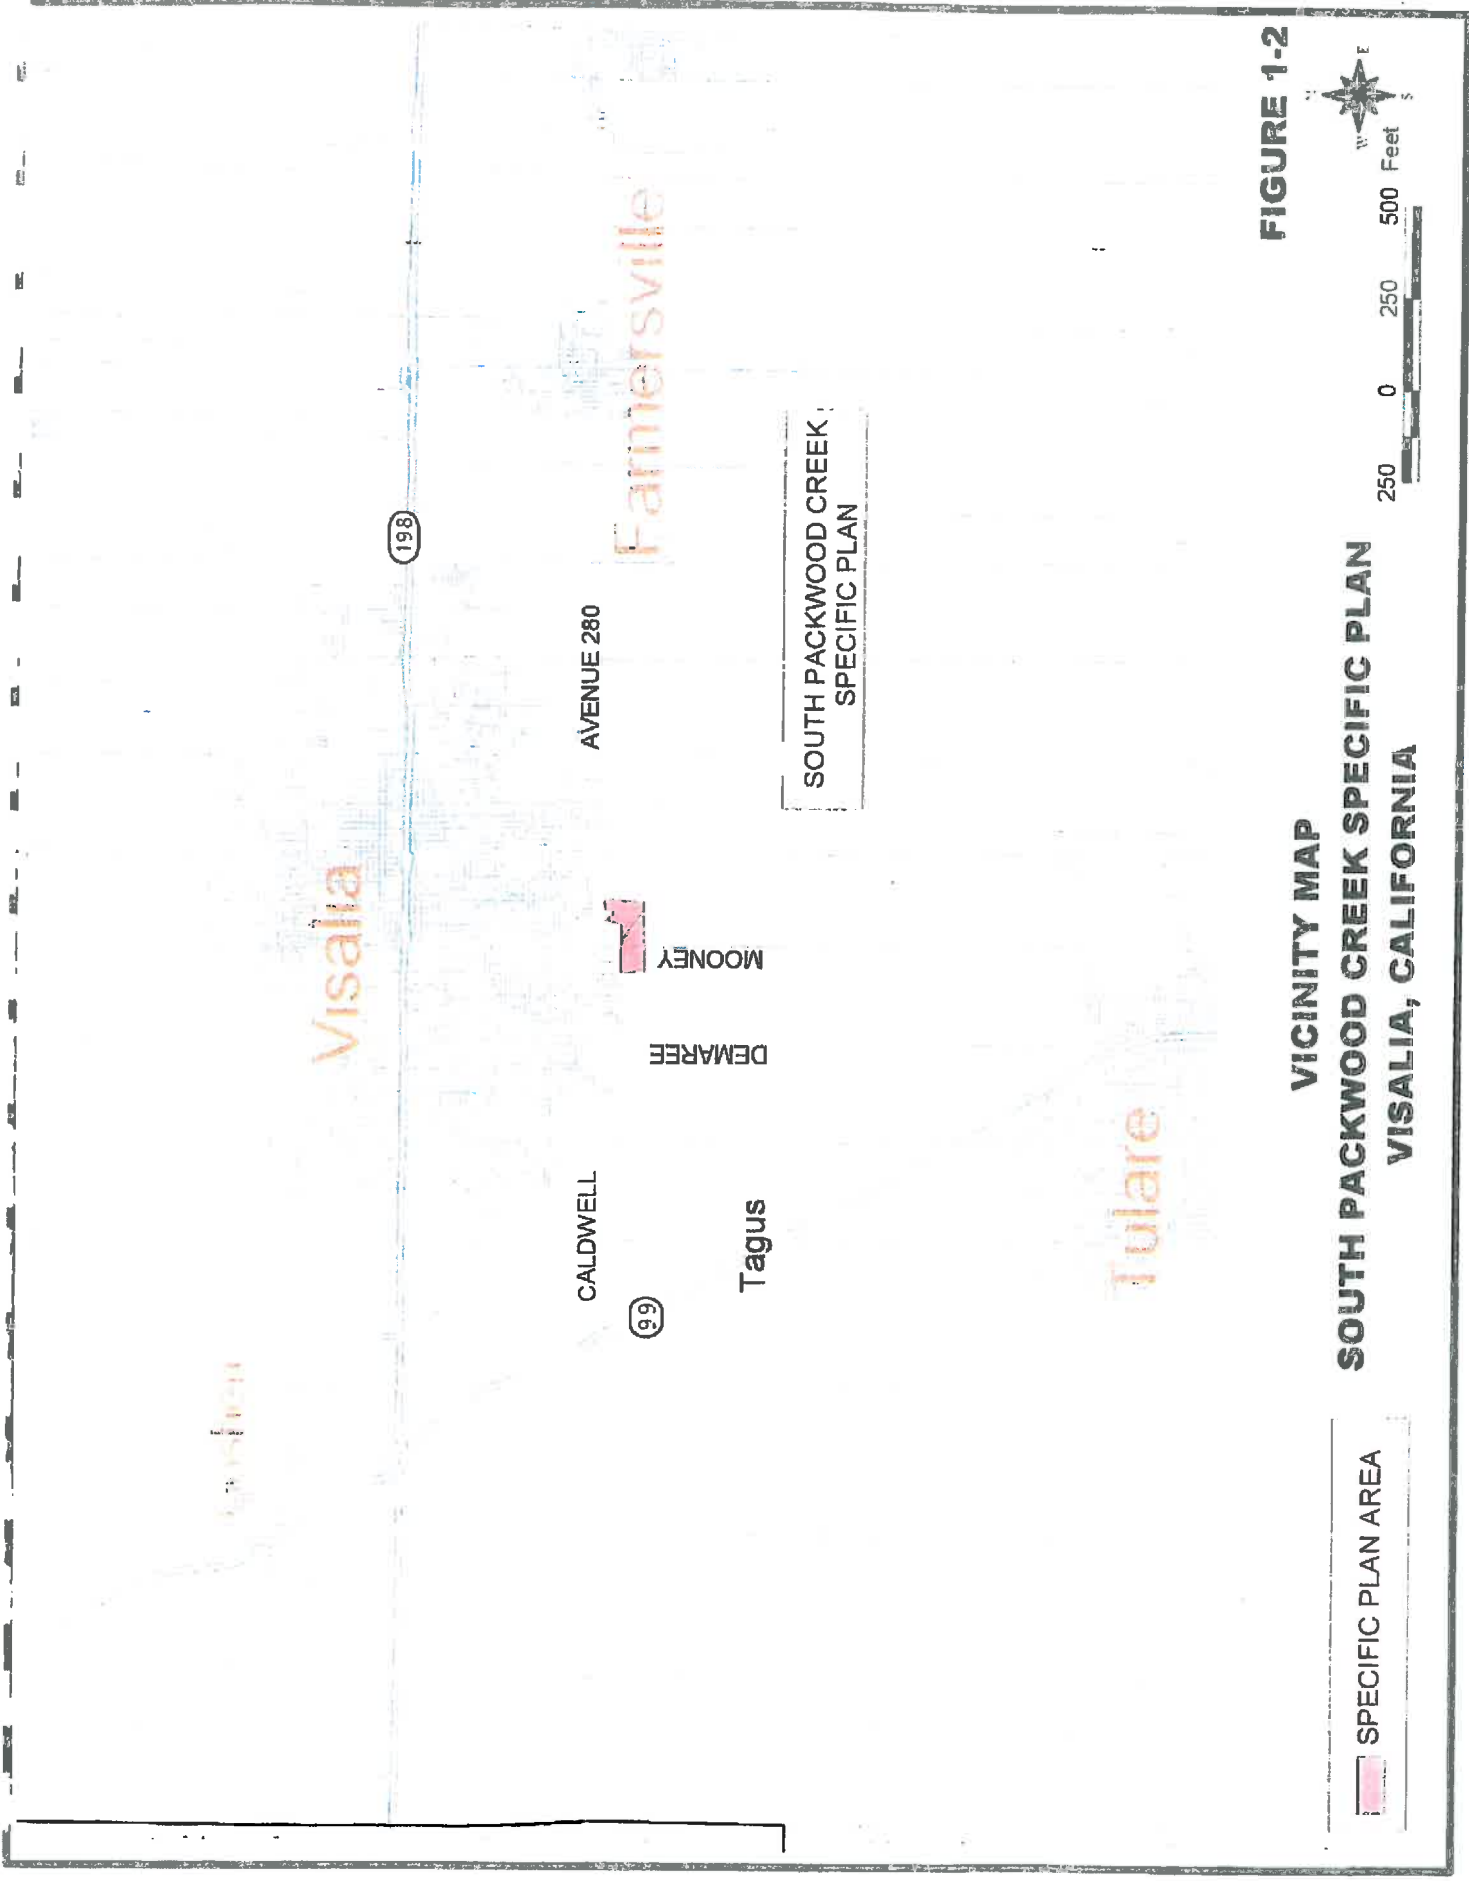 Goshen
Visalia
198
CALDWELL
AVENUE 280
Farmersville
99
DEMAREE
MOONEY
Tagus
SOUTH PACKWOOD CREEK
SPECIFIC PLAN
Tulare
FIGURE 1-2
N
W
E
S
VICINITY MAP
SOUTH PACKWOOD CREEK SPECIFIC PLAN
VISALIA, CALIFORNIA
SPECIFIC PLAN AREA
250 0 250 500 Feet